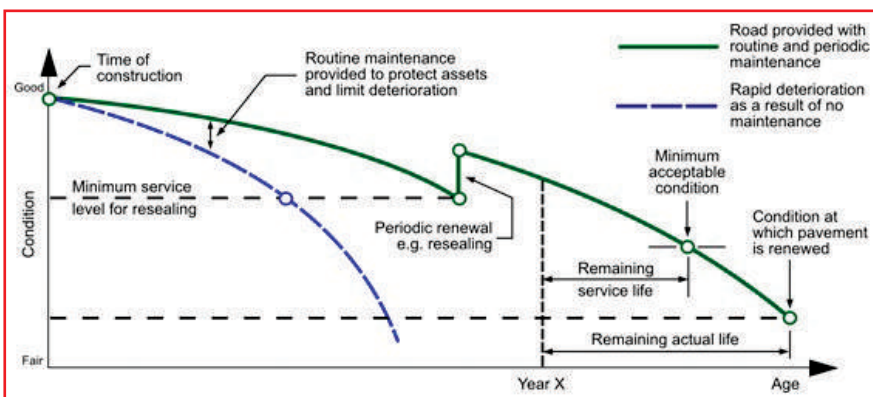 Good
Time of
construction
Routine maintenance
provided to protect assets
and limit deterioration
Road provided with
routine and periodic
maintenance
Rapid deterioration
as a result of no
maintenance
Minimum service
level for resealing
Periodic renewal
e.g. resealing
Minimum
acceptable
condition
Condition at
which pavement
is renewed
Remaining
service life
Remaining actual life
Condition
Fair
Year X
Age